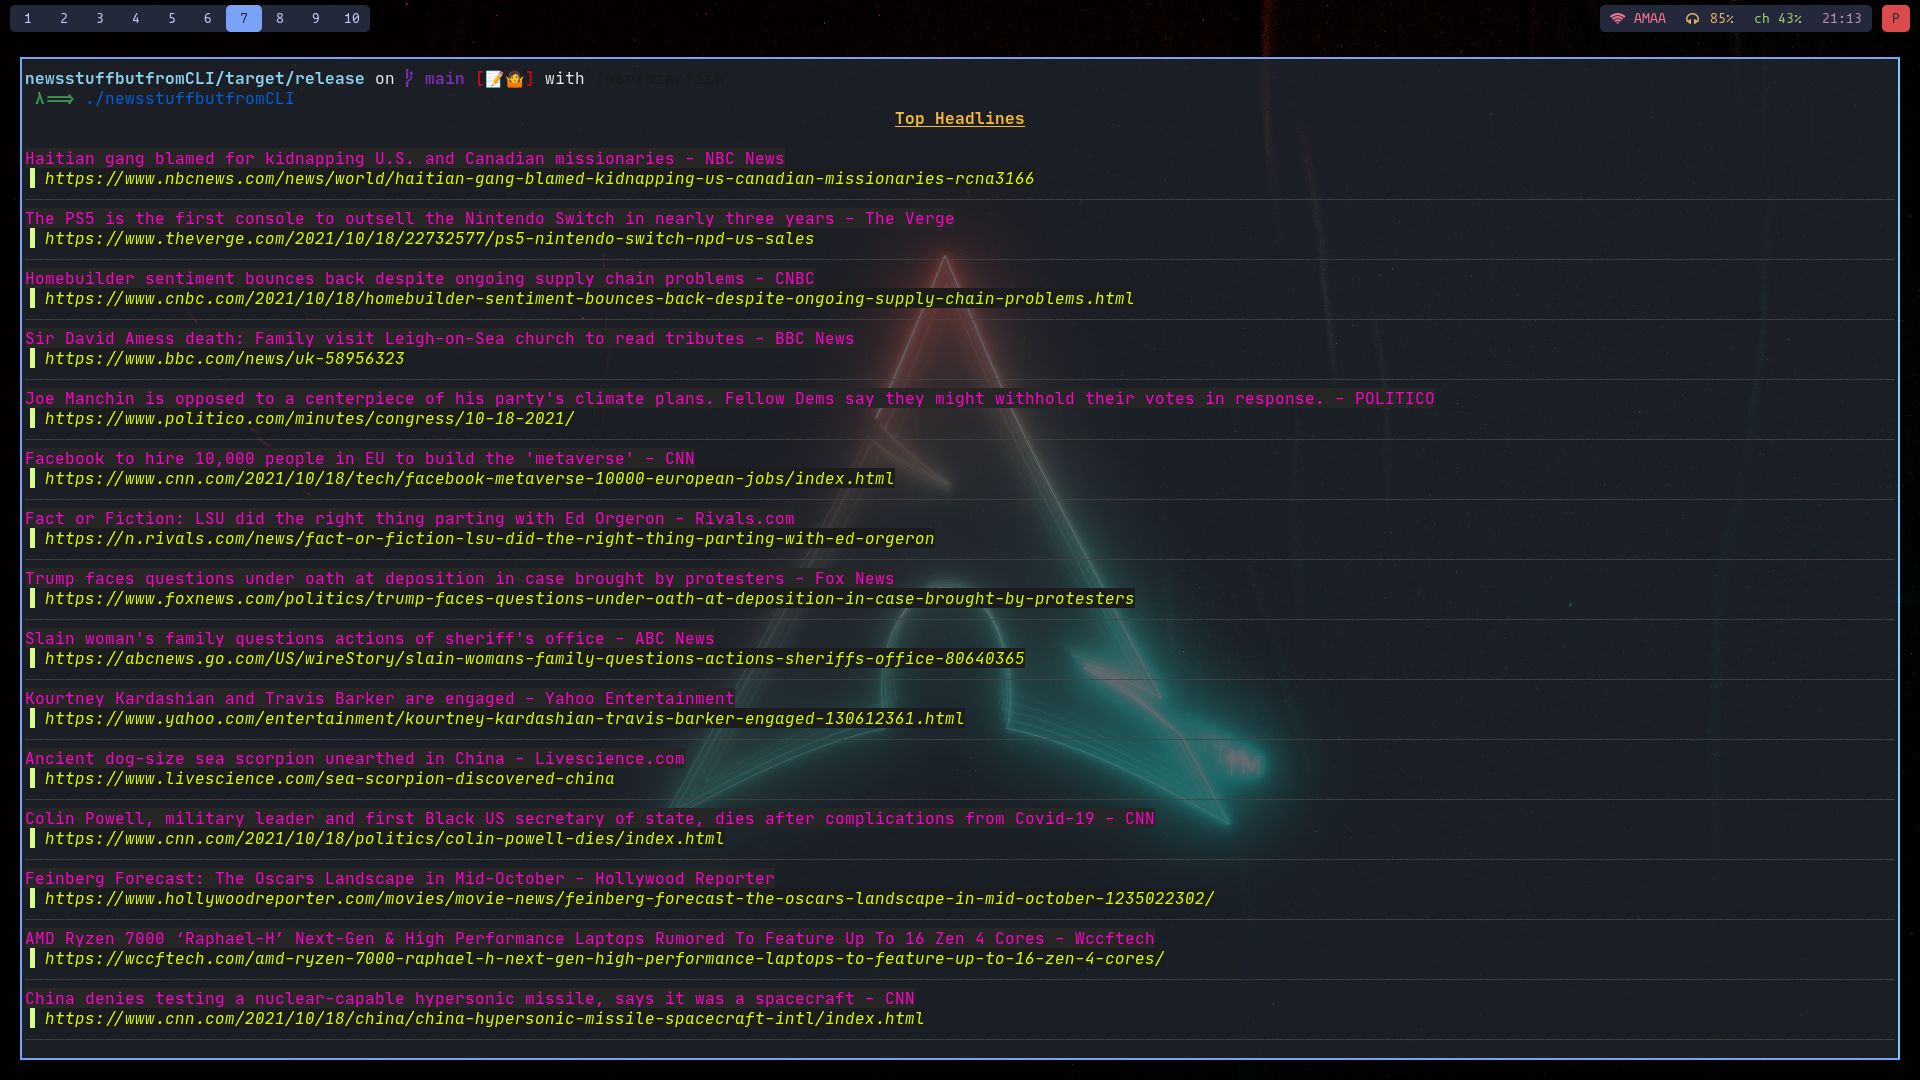 1 2 3 4 5 6 7 8 9 10 AMAA 85% ch 43% 21:13 P
newsstuffbutfromCLI/target/release on main [📝🤷] with /usr/bin/fish
λ ⟹ ./newsstuffbutfromCLI
Top Headlines
Haitian gang blamed for kidnapping U.S. and Canadian missionaries - NBC News
https://www.nbcnews.com/news/world/haitian-gang-blamed-kidnapping-us-canadian-missionaries-rcna3166
The PS5 is the first console to outsell the Nintendo Switch in nearly three years - The Verge
https://www.theverge.com/2021/10/18/22732577/ps5-nintendo-switch-npd-us-sales
Homebuilder sentiment bounces back despite ongoing supply chain problems - CNBC
https://www.cnbc.com/2021/10/18/homebuilder-sentiment-bounces-back-despite-ongoing-supply-chain-problems.html
Sir David Amess death: Family visit Leigh-on-Sea church to read tributes - BBC News
https://www.bbc.com/news/uk-58956323
Joe Manchin is opposed to a centerpiece of his party's climate plans. Fellow Dems say they might withhold their votes in response. - POLITICO
https://www.politico.com/minutes/congress/10-18-2021/
Facebook to hire 10,000 people in EU to build the 'metaverse' - CNN
https://www.cnn.com/2021/10/18/tech/facebook-metaverse-10000-european-jobs/index.html
Fact or Fiction: LSU did the right thing parting with Ed Orgeron - Rivals.com
https://n.rivals.com/news/fact-or-fiction-lsu-did-the-right-thing-parting-with-ed-orgeron
Trump faces questions under oath at deposition in case brought by protesters - Fox News
https://www.foxnews.com/politics/trump-faces-questions-under-oath-at-deposition-in-case-brought-by-protesters
Slain woman's family questions actions of sheriff's office - ABC News
https://abcnews.go.com/US/wireStory/slain-womans-family-questions-actions-sheriffs-office-80640365
Kourtney Kardashian and Travis Barker are engaged - Yahoo Entertainment
https://www.yahoo.com/entertainment/kourtney-kardashian-travis-barker-engaged-130612361.html
Ancient dog-size sea scorpion unearthed in China - Livescience.com
https://www.livescience.com/sea-scorpion-discovered-china
Colin Powell, military leader and first Black US secretary of state, dies after complications from Covid-19 - CNN
https://www.cnn.com/2021/10/18/politics/colin-powell-dies/index.html
Feinberg Forecast: The Oscars Landscape in Mid-October - Hollywood Reporter
https://www.hollywoodreporter.com/movies/movie-news/feinberg-forecast-the-oscars-landscape-in-mid-october-1235022302/
AMD Ryzen 7000 ‘Raphael-H’ Next-Gen & High Performance Laptops Rumored To Feature Up To 16 Zen 4 Cores - Wccftech
https://wccftech.com/amd-ryzen-7000-raphael-h-next-gen-high-performance-laptops-to-feature-up-to-16-zen-4-cores/
China denies testing a nuclear-capable hypersonic missile, says it was a spacecraft - CNN
https://www.cnn.com/2021/10/18/china/china-hypersonic-missile-spacecraft-intl/index.html
TM